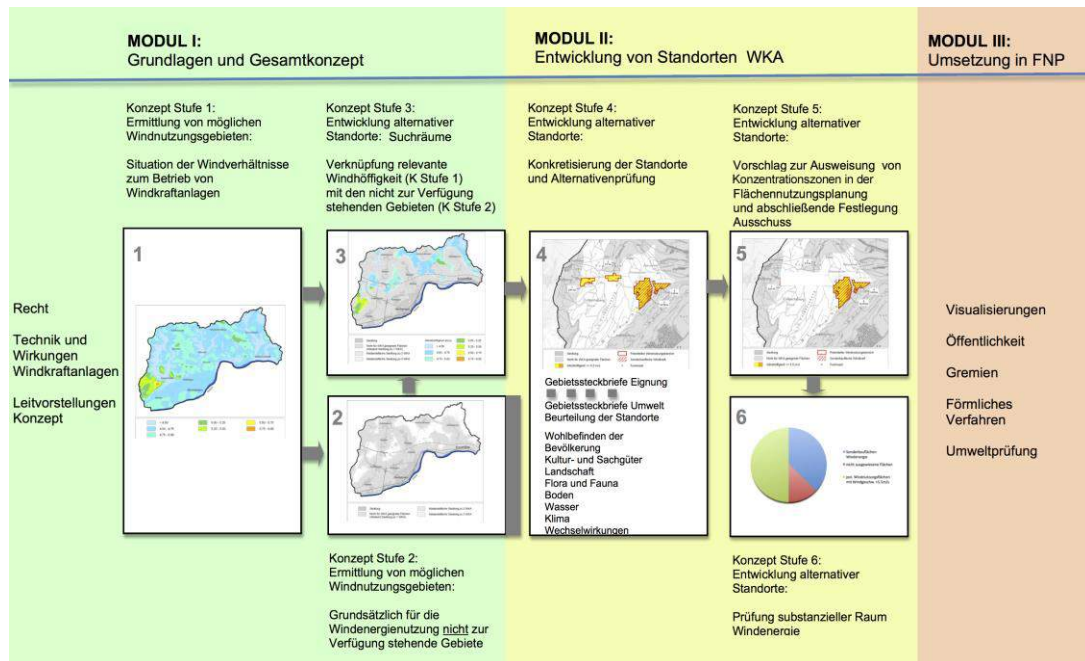 MODUL I:
Grundlagen und Gesamtkonzept
MODUL II:
Entwicklung von Standorten WKA
MODUL III:
Umsetzung in FNP
Konzept Stufe 1:
Ermittlung von möglichen
Windnutzungsgebieten:
Situation der Windverhältnisse
zum Betrieb von
Windkraftanlagen
Konzept Stufe 3:
Entwicklung alternativer
Standorte: Suchräume
Verknüpfung relevante
Windhöffigkeit (K Stufe 1)
mit den nicht zur Verfügung
stehenden Gebieten (K Stufe 2)
Konzept Stufe 4:
Entwicklung alternativer
Standorte:
Konkretisierung der Standorte
und Alternativenprüfung
Konzept Stufe 5:
Entwicklung alternativer
Standorte:
Vorschlag zur Ausweisung von
Konzentrationszonen in der
Flächennutzungsplanung
und abschließende Festlegung
Ausschuss
Recht
Technik und
Wirkungen
Windkraftanlagen
Leitvorstellungen
Konzept
1
3
2
4
Gebietssteckbriefe Eignung
Gebietssteckbriefe Umwelt
Beurteilung der Standorte
Wohlbefinden der
Bevölkerung
Kultur- und Sachgüter
Landschaft
Flora und Fauna
Boden
Wasser
Klima
Wechselwirkungen
5
6
Konzept Stufe 2:
Ermittlung von möglichen
Windnutzungsgebieten:
Grundsätzlich für die
Windenergienutzung nicht zur
Verfügung stehende Gebiete
Konzept Stufe 6:
Entwicklung alternativer
Standorte:
Prüfung substanzieller Raum
Windenergie
Visualisierungen
Öffentlichkeit
Gremien
Förmliches
Verfahren
Umweltprüfung